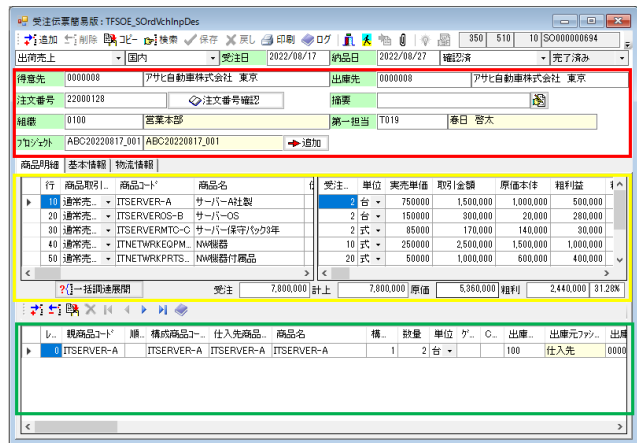 受注伝票簡易版 : TFSOE_SOrdVchInpDes
追加 削除 コピー 検索 保存 戻し 印刷 ログ 350 510 10 SO000000694
出荷売上 国内 受注日 2022/08/17 納品日 2022/08/27 確認済 完了済み
得意先 0000008 アサヒ自動車株式会社 東京 出庫先 0000008 アサヒ自動車株式会社 東京
注文番号 22000128 注文番号確認 摘要
組織 0100 営業本部 第一担当 T019 春日 啓太
プロジェクト ABC20220817_001 ABC20220817_001 追加
商品明細 基本情報 物流情報
行 商品取引... 商品コード 商品名 受注... 単位 実売単価 取引金額 原価本体 粗利益
10 通常売... ITSERVER-A サーバーA社製 2 台 750000 1,500,000 1,000,000 500,000
20 通常売... ITSERVEROS-B サーバーOS 2 台 150000 300,000 20,000 280,000
30 通常売... ITSERVERMTC-C サーバー保守パック3年 2 式 85000 170,000 140,000 30,000
40 通常売... ITNETWRKEQPM... NW機器 10 式 250000 2,500,000 1,500,000 1,000,000
50 通常売... ITNETWRKPRTS... NW機器付属品 20 式 50000 1,000,000 600,000 400,000
一括調達展開 受注 7,800,000 計上 7,800,000 原価 5,360,000 粗利 2,440,000 31.28%
レ... 親商品コード 順... 構成商品コー... 仕入先商品... 商品名 構... 数量 単位 ゲ... C... 出庫... 出庫元ファシ... 出庫
0 ITSERVER-A ITSERVER-A ITSERVER-A ITSERVER-A 1 2 台 100 仕入先 0000